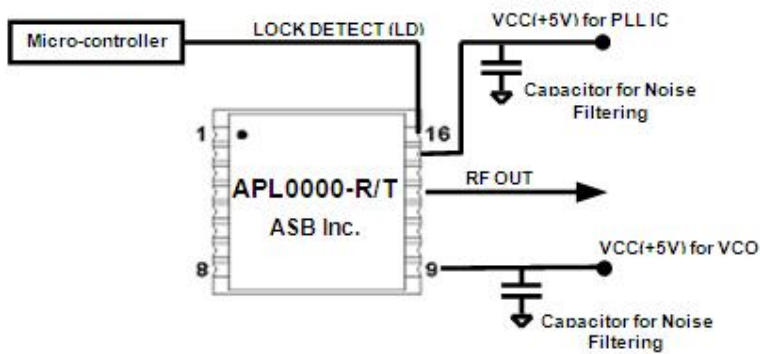 Micro-controller
LOCK DETECT (LD)
VCC(+5V) for PLL IC
Capacitor for Noise
Filtering
1
16
APL0000-R/T
ASB Inc.
RF OUT
8
9
VCC(+5V) for VCO
Capacitor for Noise
Filtering